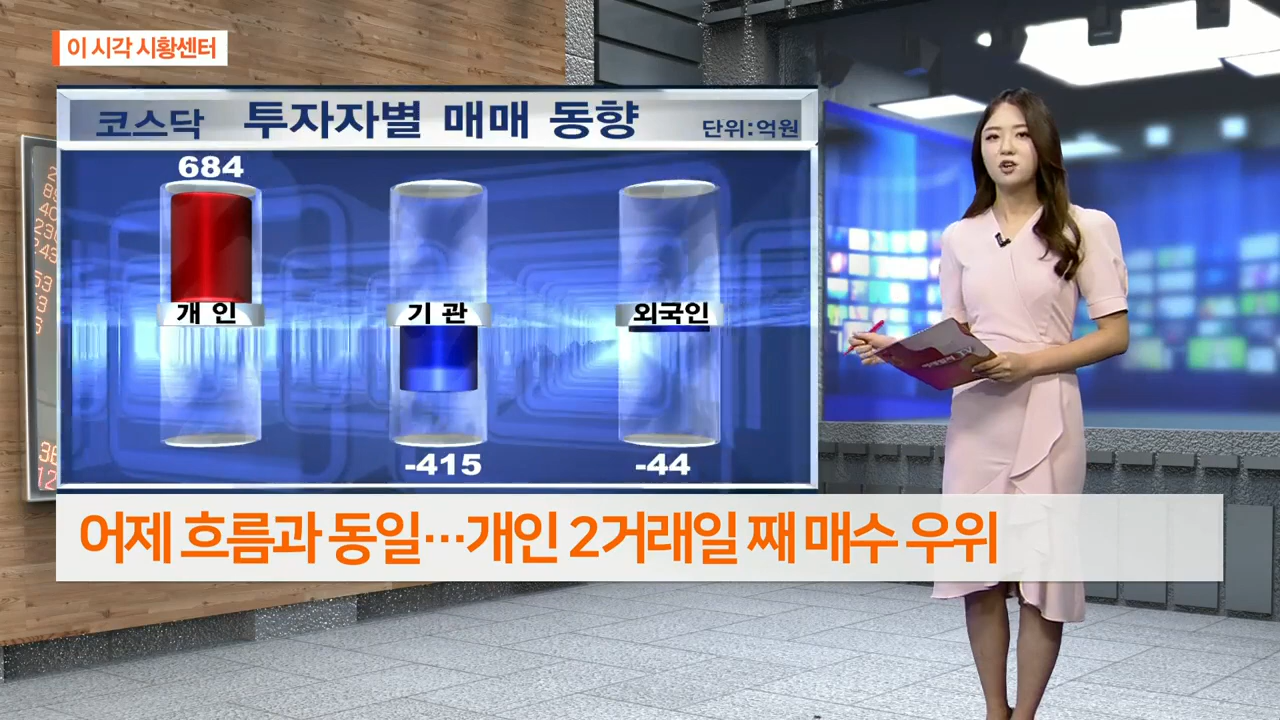 이 시각 시황센터
코스닥 투자자별 매매 동향 단위:억원
684
개 인 기 관 외국인
-415 -44
어제 흐름과 동일…개인 2거래일 째 매수 우위